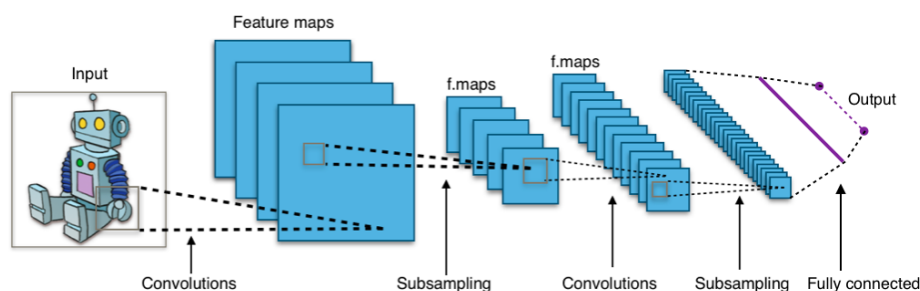 Feature maps
Input
f.maps
f.maps
Output
Convolutions
Subsampling
Convolutions
Subsampling
Fully connected